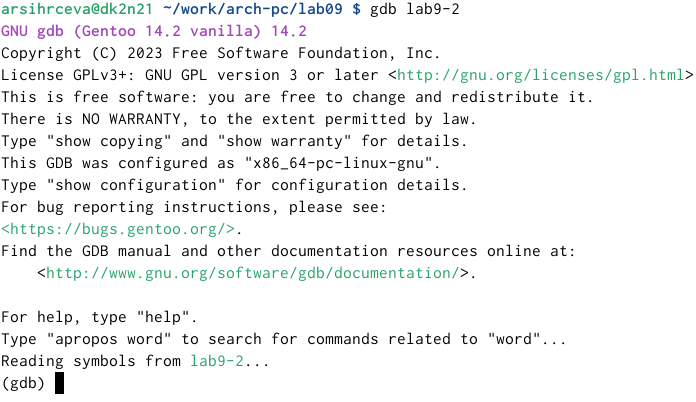 arsihrceva@dk2n21 ~/work/arch-pc/lab09 $ gdb lab9-2
GNU gdb (Gentoo 14.2 vanilla) 14.2
Copyright (C) 2023 Free Software Foundation, Inc.
License GPLv3+: GNU GPL version 3 or later <http://gnu.org/licenses/gpl.html>
This is free software: you are free to change and redistribute it.
There is NO WARRANTY, to the extent permitted by law.
Type "show copying" and "show warranty" for details.
This GDB was configured as "x86_64-pc-linux-gnu".
Type "show configuration" for configuration details.
For bug reporting instructions, please see:
<https://bugs.gentoo.org/>.
Find the GDB manual and other documentation resources online at:
    <http://www.gnu.org/software/gdb/documentation/>.

For help, type "help".
Type "apropos word" to search for commands related to "word"...
Reading symbols from lab9-2...
(gdb)